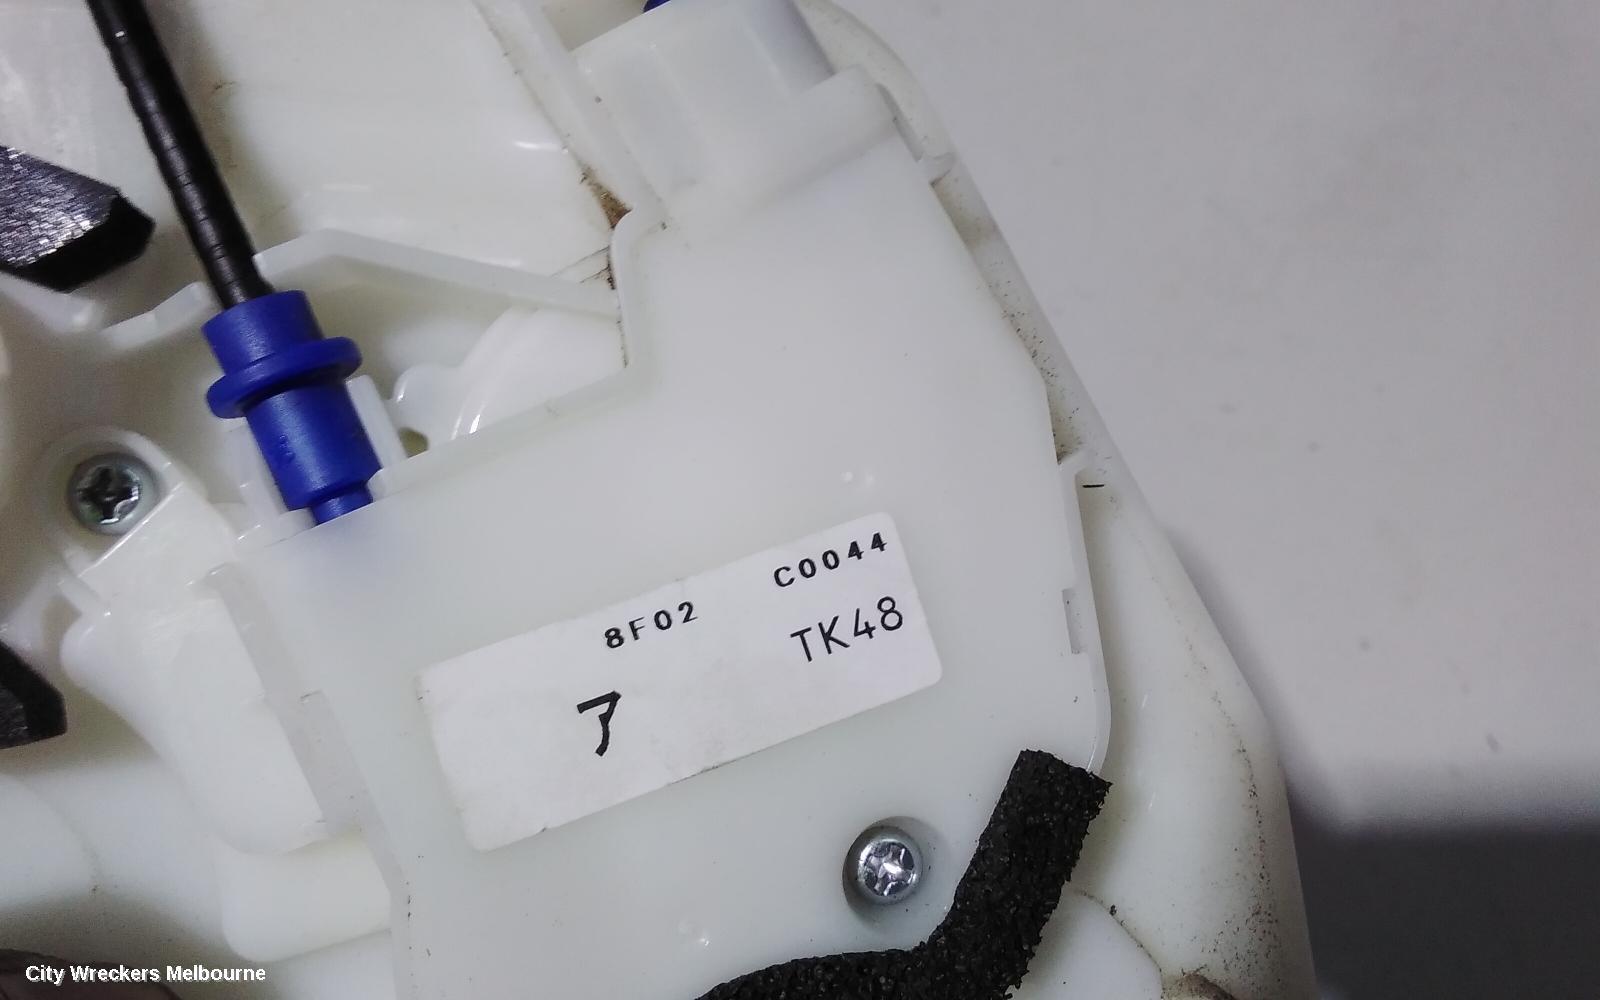 8F02 C0044
TK48
ア
City Wreckers Melbourne